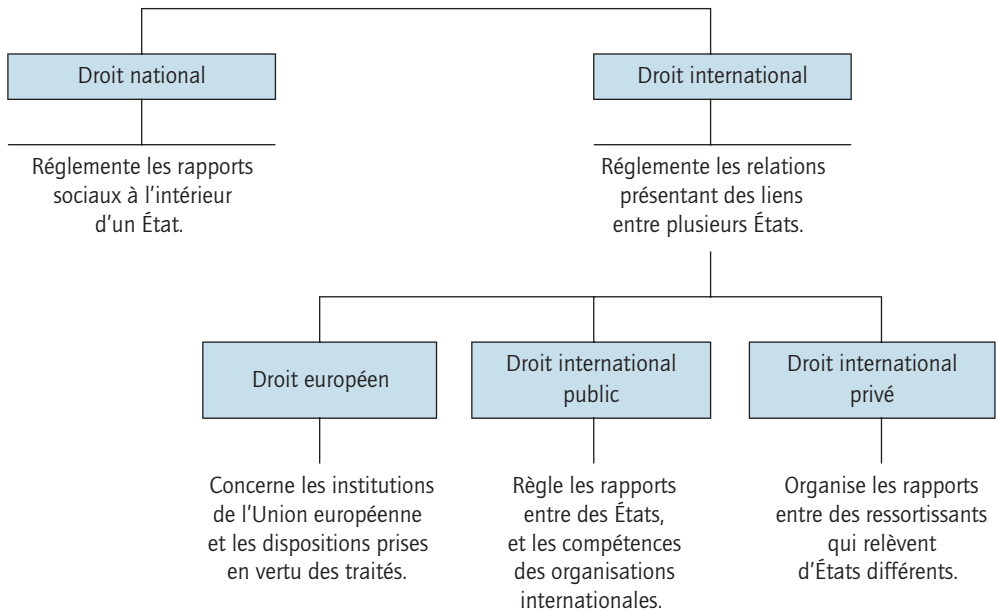 Droit national
Droit international
Réglemente les rapports
sociaux à l'intérieur
d'un État.
Réglemente les relations
présentant des liens
entre plusieurs États.
Droit européen
Droit international
public
Droit international
privé
Concerne les institutions
de l'Union européenne
et les dispositions prises
en vertu des traités.
Règle les rapports
entre des États,
et les compétences
des organisations
internationales.
Organise les rapports
entre des ressortissants
qui relèvent
d'États différents.